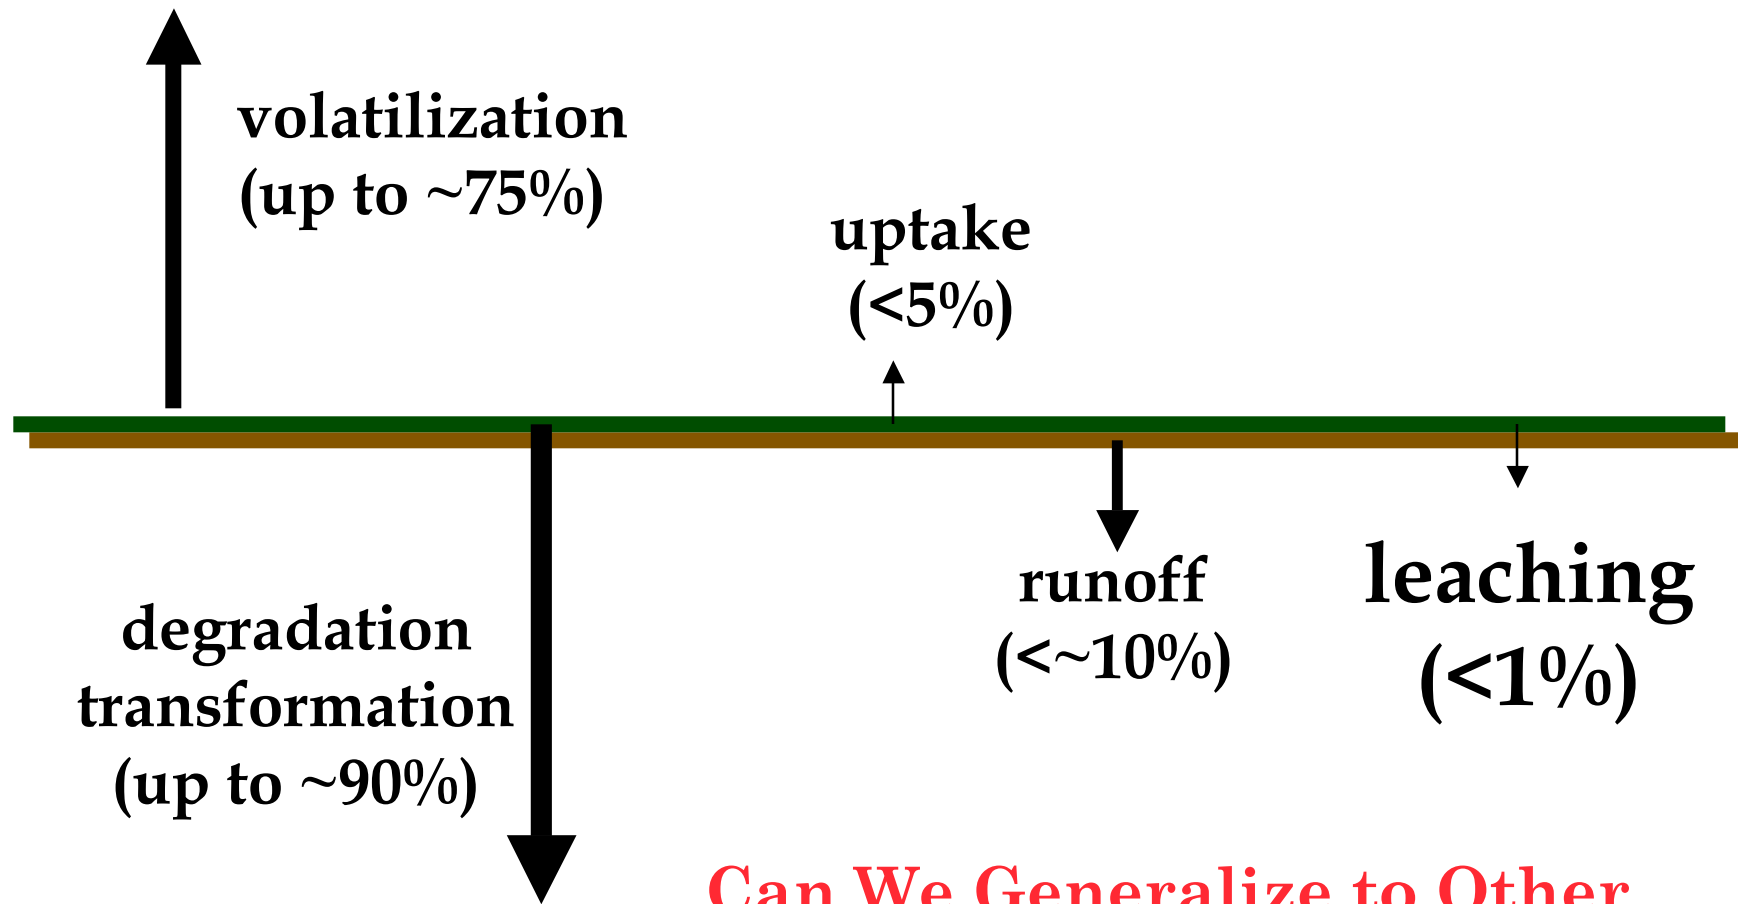 volatilization
(up to ~75%)
uptake
(<5%)
degradation
transformation
(up to ~90%)
runoff
(<~10%)
leaching
(<1%)
Can We Generalize to Other